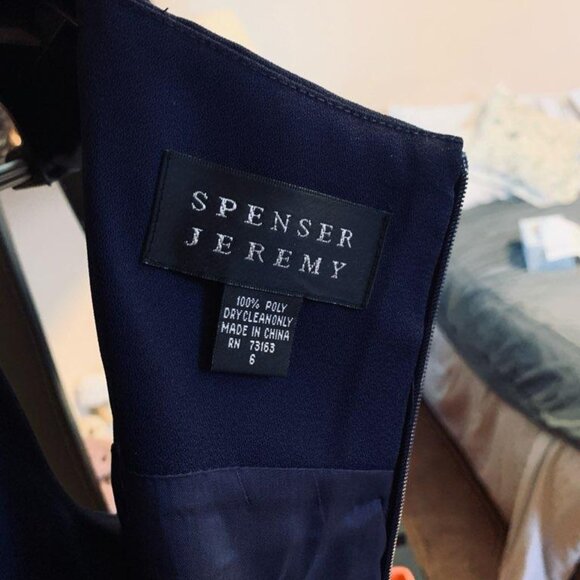 SPENSER
JEREMY
100% POLY
DRYCLEANONLY
MADE IN CHINA
RN 73163
6